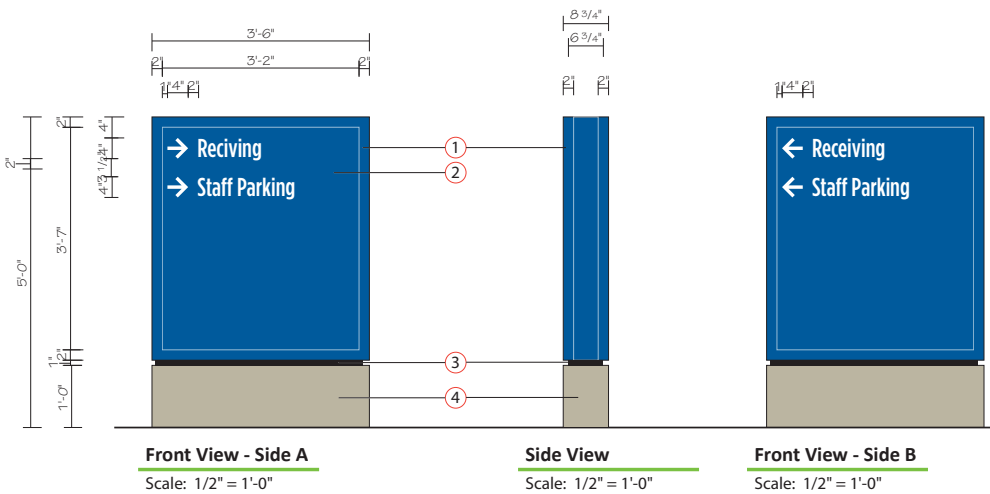 8 3/4"
3'-6"
6 3/4"
2" 3'-2" 2"
2" 2"
1" 4" 2"
1" 4" 2"
2"
4"
4"
3 1/2"
4"
2"
3'-7"
5'-0"
2"
1"
1'-0"
→ Reciving
→ Staff Parking
1
2
3
4
← Receiving
← Staff Parking
Front View - Side A
Scale: 1/2" = 1'-0"
Side View
Scale: 1/2" = 1'-0"
Front View - Side B
Scale: 1/2" = 1'-0"